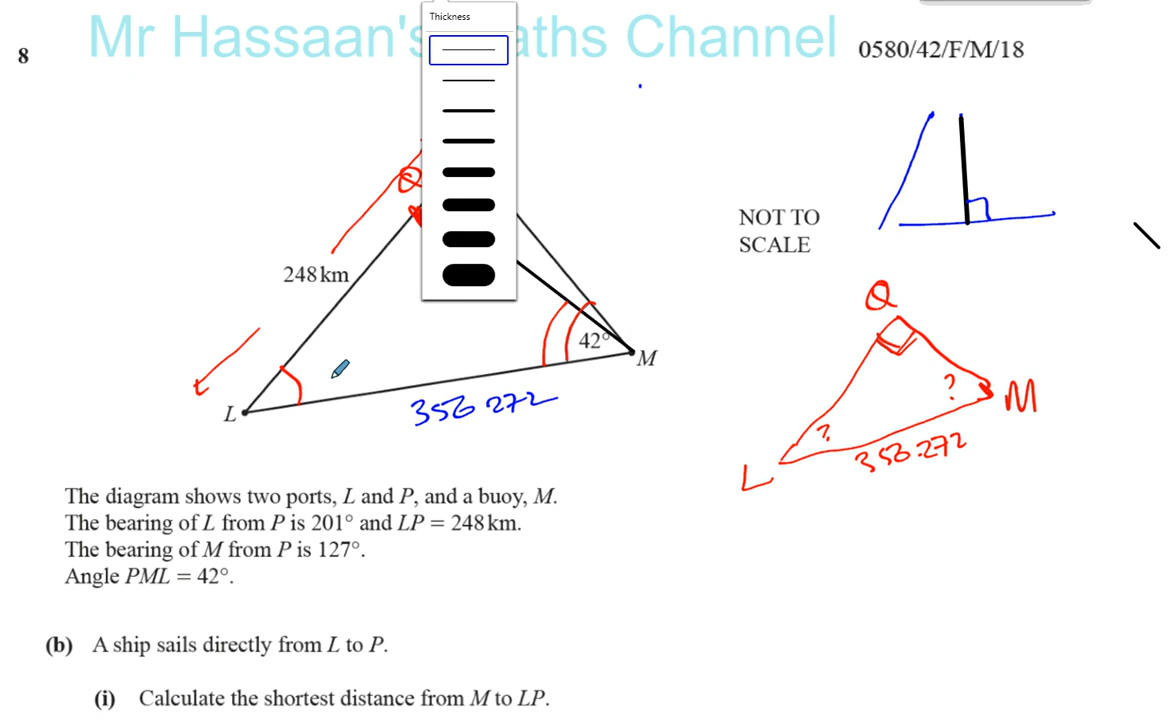 Thickness
Mr Hassaan's aths Channel
8
0580/42/F/M/18
Q
NOT TO
SCALE
248 km
42°
M
L
t
356 272
Q
?
M
?
358.272
L
The diagram shows two ports, L and P, and a buoy, M.
The bearing of L from P is 201° and LP = 248 km.
The bearing of M from P is 127°.
Angle PML = 42°.
(b) A ship sails directly from L to P.
(i) Calculate the shortest distance from M to LP.